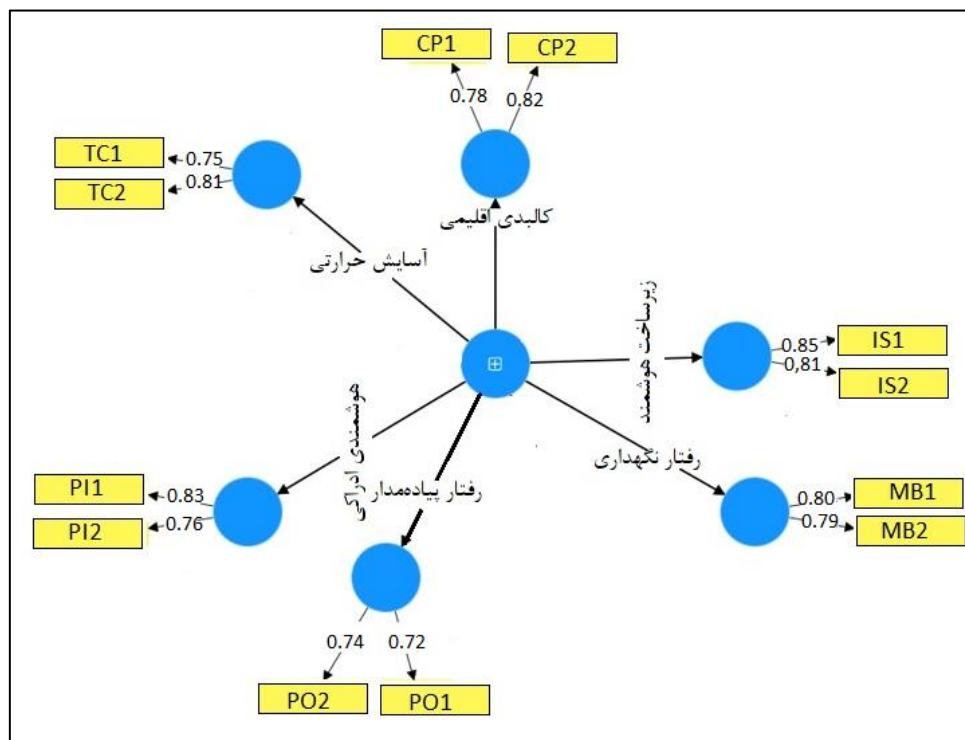 CP1
CP2
0.78
0.82
TC1
0.75
TC2
0.81
کالبدی اقلیمی
آسایش حرارتی
زیرساخت هوشمند
0.85
IS1
0,81
IS2
هوشمندی ادراکی
رفتار پیاده‌مدار
رفتار نگهداری
PI1
0.83
PI2
0.76
0.80
MB1
0.79
MB2
0.74
0.72
PO2
PO1